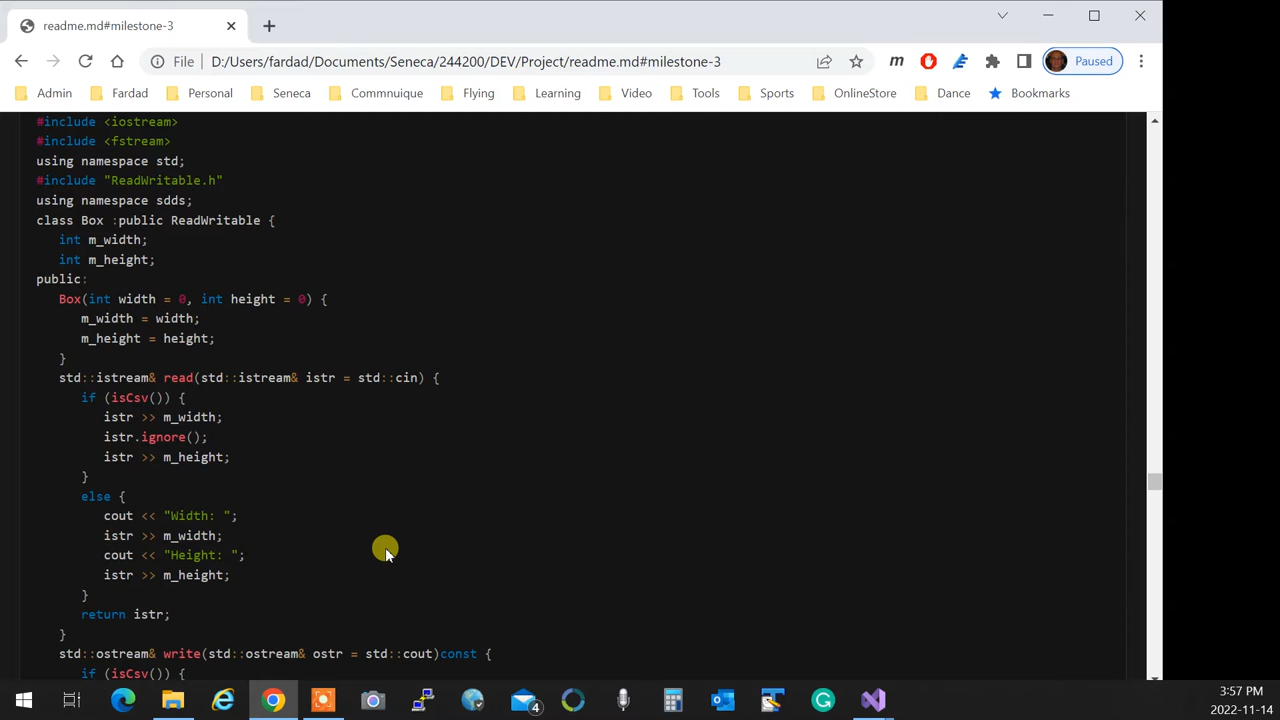 readme.md#milestone-3
File
D:/Users/fardad/Documents/Seneca/244200/DEV/Project/readme.md#milestone-3
m
Paused
Admin Fardad Personal Seneca Commnuique Flying Learning Video Tools Sports OnlineStore Dance Bookmarks
#include <iostream>
#include <fstream>
using namespace std;
#include "ReadWritable.h"
using namespace sdds;
class Box :public ReadWritable {
int m_width;
int m_height;
public:
Box(int width = 0, int height = 0) {
m_width = width;
m_height = height;
}
std::istream& read(std::istream& istr = std::cin) {
if (isCsv()) {
istr >> m_width;
istr.ignore();
istr >> m_height;
}
else {
cout << "Width: ";
istr >> m_width;
cout << "Height: ";
istr >> m_height;
}
return istr;
}
std::ostream& write(std::ostream& ostr = std::cout)const {
if (isCsv()) {
4
3:57 PM
2022-11-14